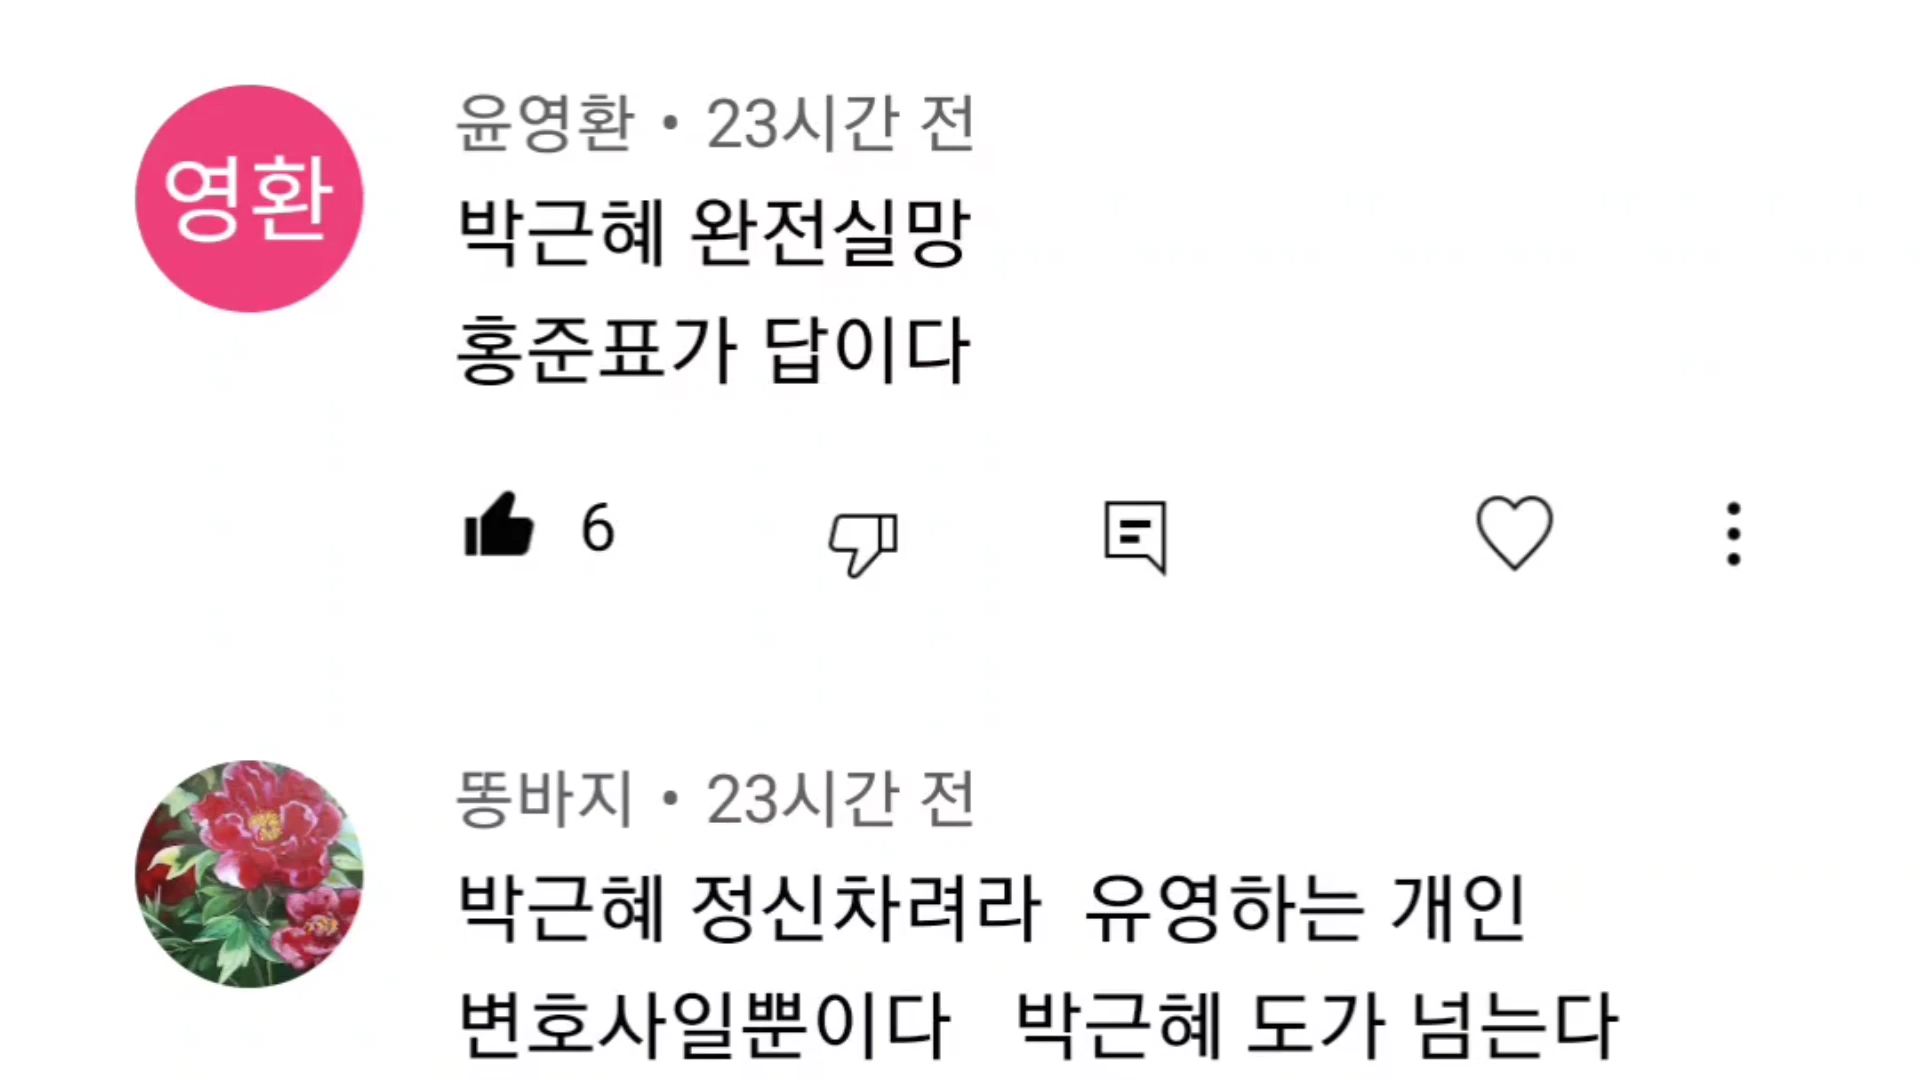 영환
윤영환 • 23시간 전
박근혜 완전실망
홍준표가 답이다
6
똥바지 • 23시간 전
박근혜 정신차려라 유영하는 개인
변호사일뿐이다 박근혜 도가 넘는다